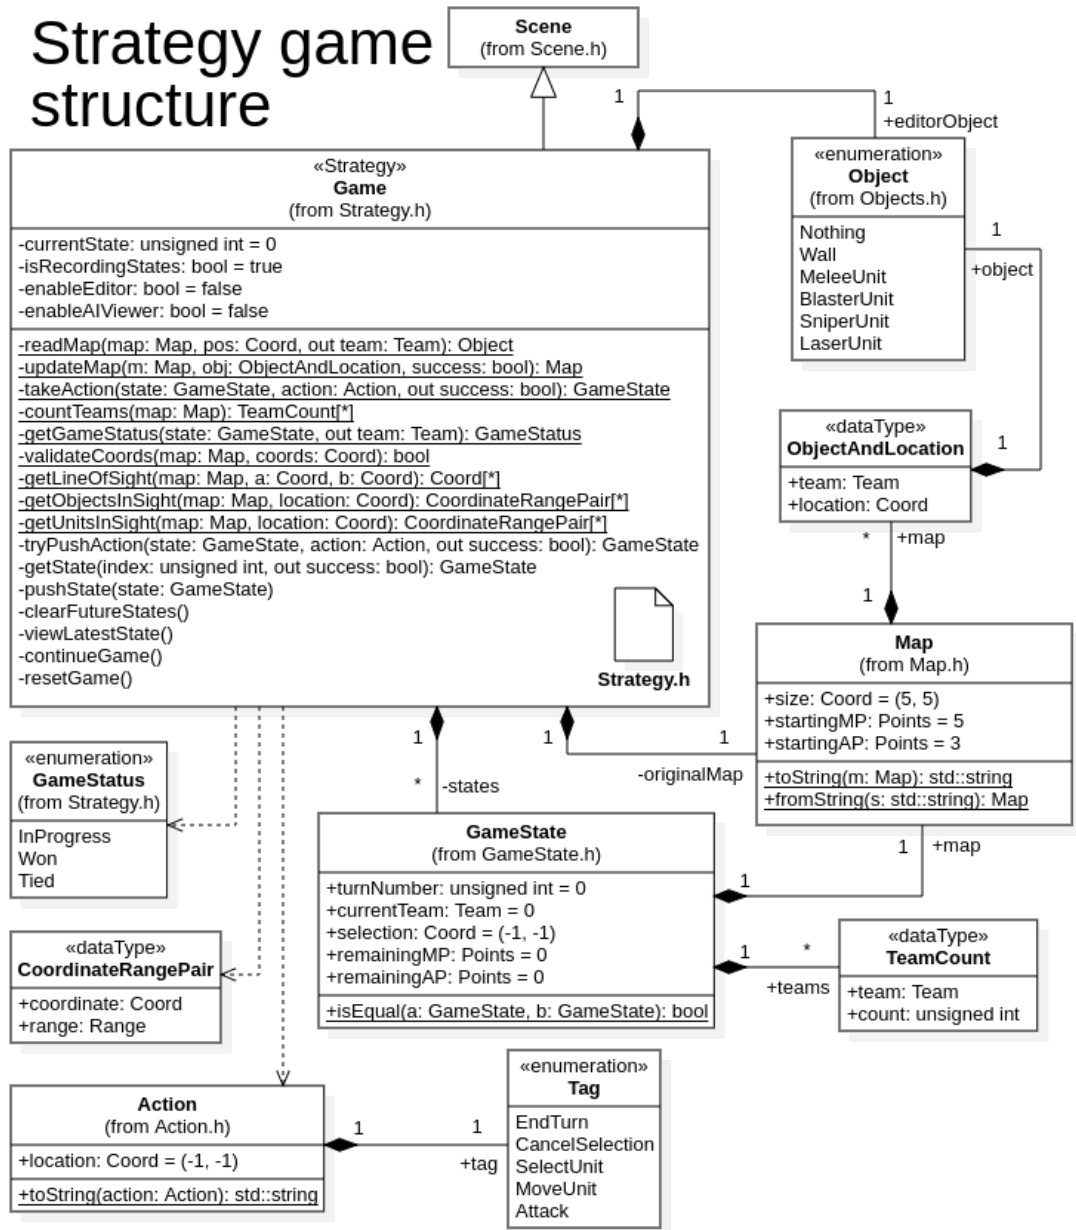 Strategy game
structure
Scene
(from Scene.h)
1
1
+editorObject
«Strategy»
Game
(from Strategy.h)
-currentState: unsigned int = 0
-isRecordingStates: bool = true
-enableEditor: bool = false
-enableAIViewer: bool = false
-readMap(map: Map, pos: Coord, out team: Team): Object
-updateMap(m: Map, obj: ObjectAndLocation, success: bool): Map
-takeAction(state: GameState, action: Action, out success: bool): GameState
-countTeams(map: Map): TeamCount[*]
-getGameStatus(state: GameState, out team: Team): GameStatus
-validateCoords(map: Map, coords: Coord): bool
-getLineOfSight(map: Map, a: Coord, b: Coord): Coord[*]
-getObjectsInSight(map: Map, location: Coord): CoordinateRangePair[*]
-getUnitsInSight(map: Map, location: Coord): CoordinateRangePair[*]
-tryPushAction(state: GameState, action: Action, out success: bool): GameState
-getState(index: unsigned int, out success: bool): GameState
-pushState(state: GameState)
-clearFutureStates()
-viewLatestState()
-continueGame()
-resetGame()
Strategy.h
«enumeration»
Object
(from Objects.h)
Nothing
Wall
MeleeUnit
BlasterUnit
SniperUnit
LaserUnit
1
+object
«dataType»
ObjectAndLocation
+team: Team
+location: Coord
1
*
+map
1
Map
(from Map.h)
+size: Coord = (5, 5)
+startingMP: Points = 5
+startingAP: Points = 3
+toString(m: Map): std::string
+fromString(s: std::string): Map
1
1
1
-originalMap
*
-states
«enumeration»
GameStatus
(from Strategy.h)
InProgress
Won
Tied
GameState
(from GameState.h)
+turnNumber: unsigned int = 0
+currentTeam: Team = 0
+selection: Coord = (-1, -1)
+remainingMP: Points = 0
+remainingAP: Points = 0
+isEqual(a: GameState, b: GameState): bool
1
+map
1
1
*
+teams
«dataType»
TeamCount
+team: Team
+count: unsigned int
«dataType»
CoordinateRangePair
+coordinate: Coord
+range: Range
Action
(from Action.h)
+location: Coord = (-1, -1)
+toString(action: Action): std::string
1
1
+tag
«enumeration»
Tag
EndTurn
CancelSelection
SelectUnit
MoveUnit
Attack